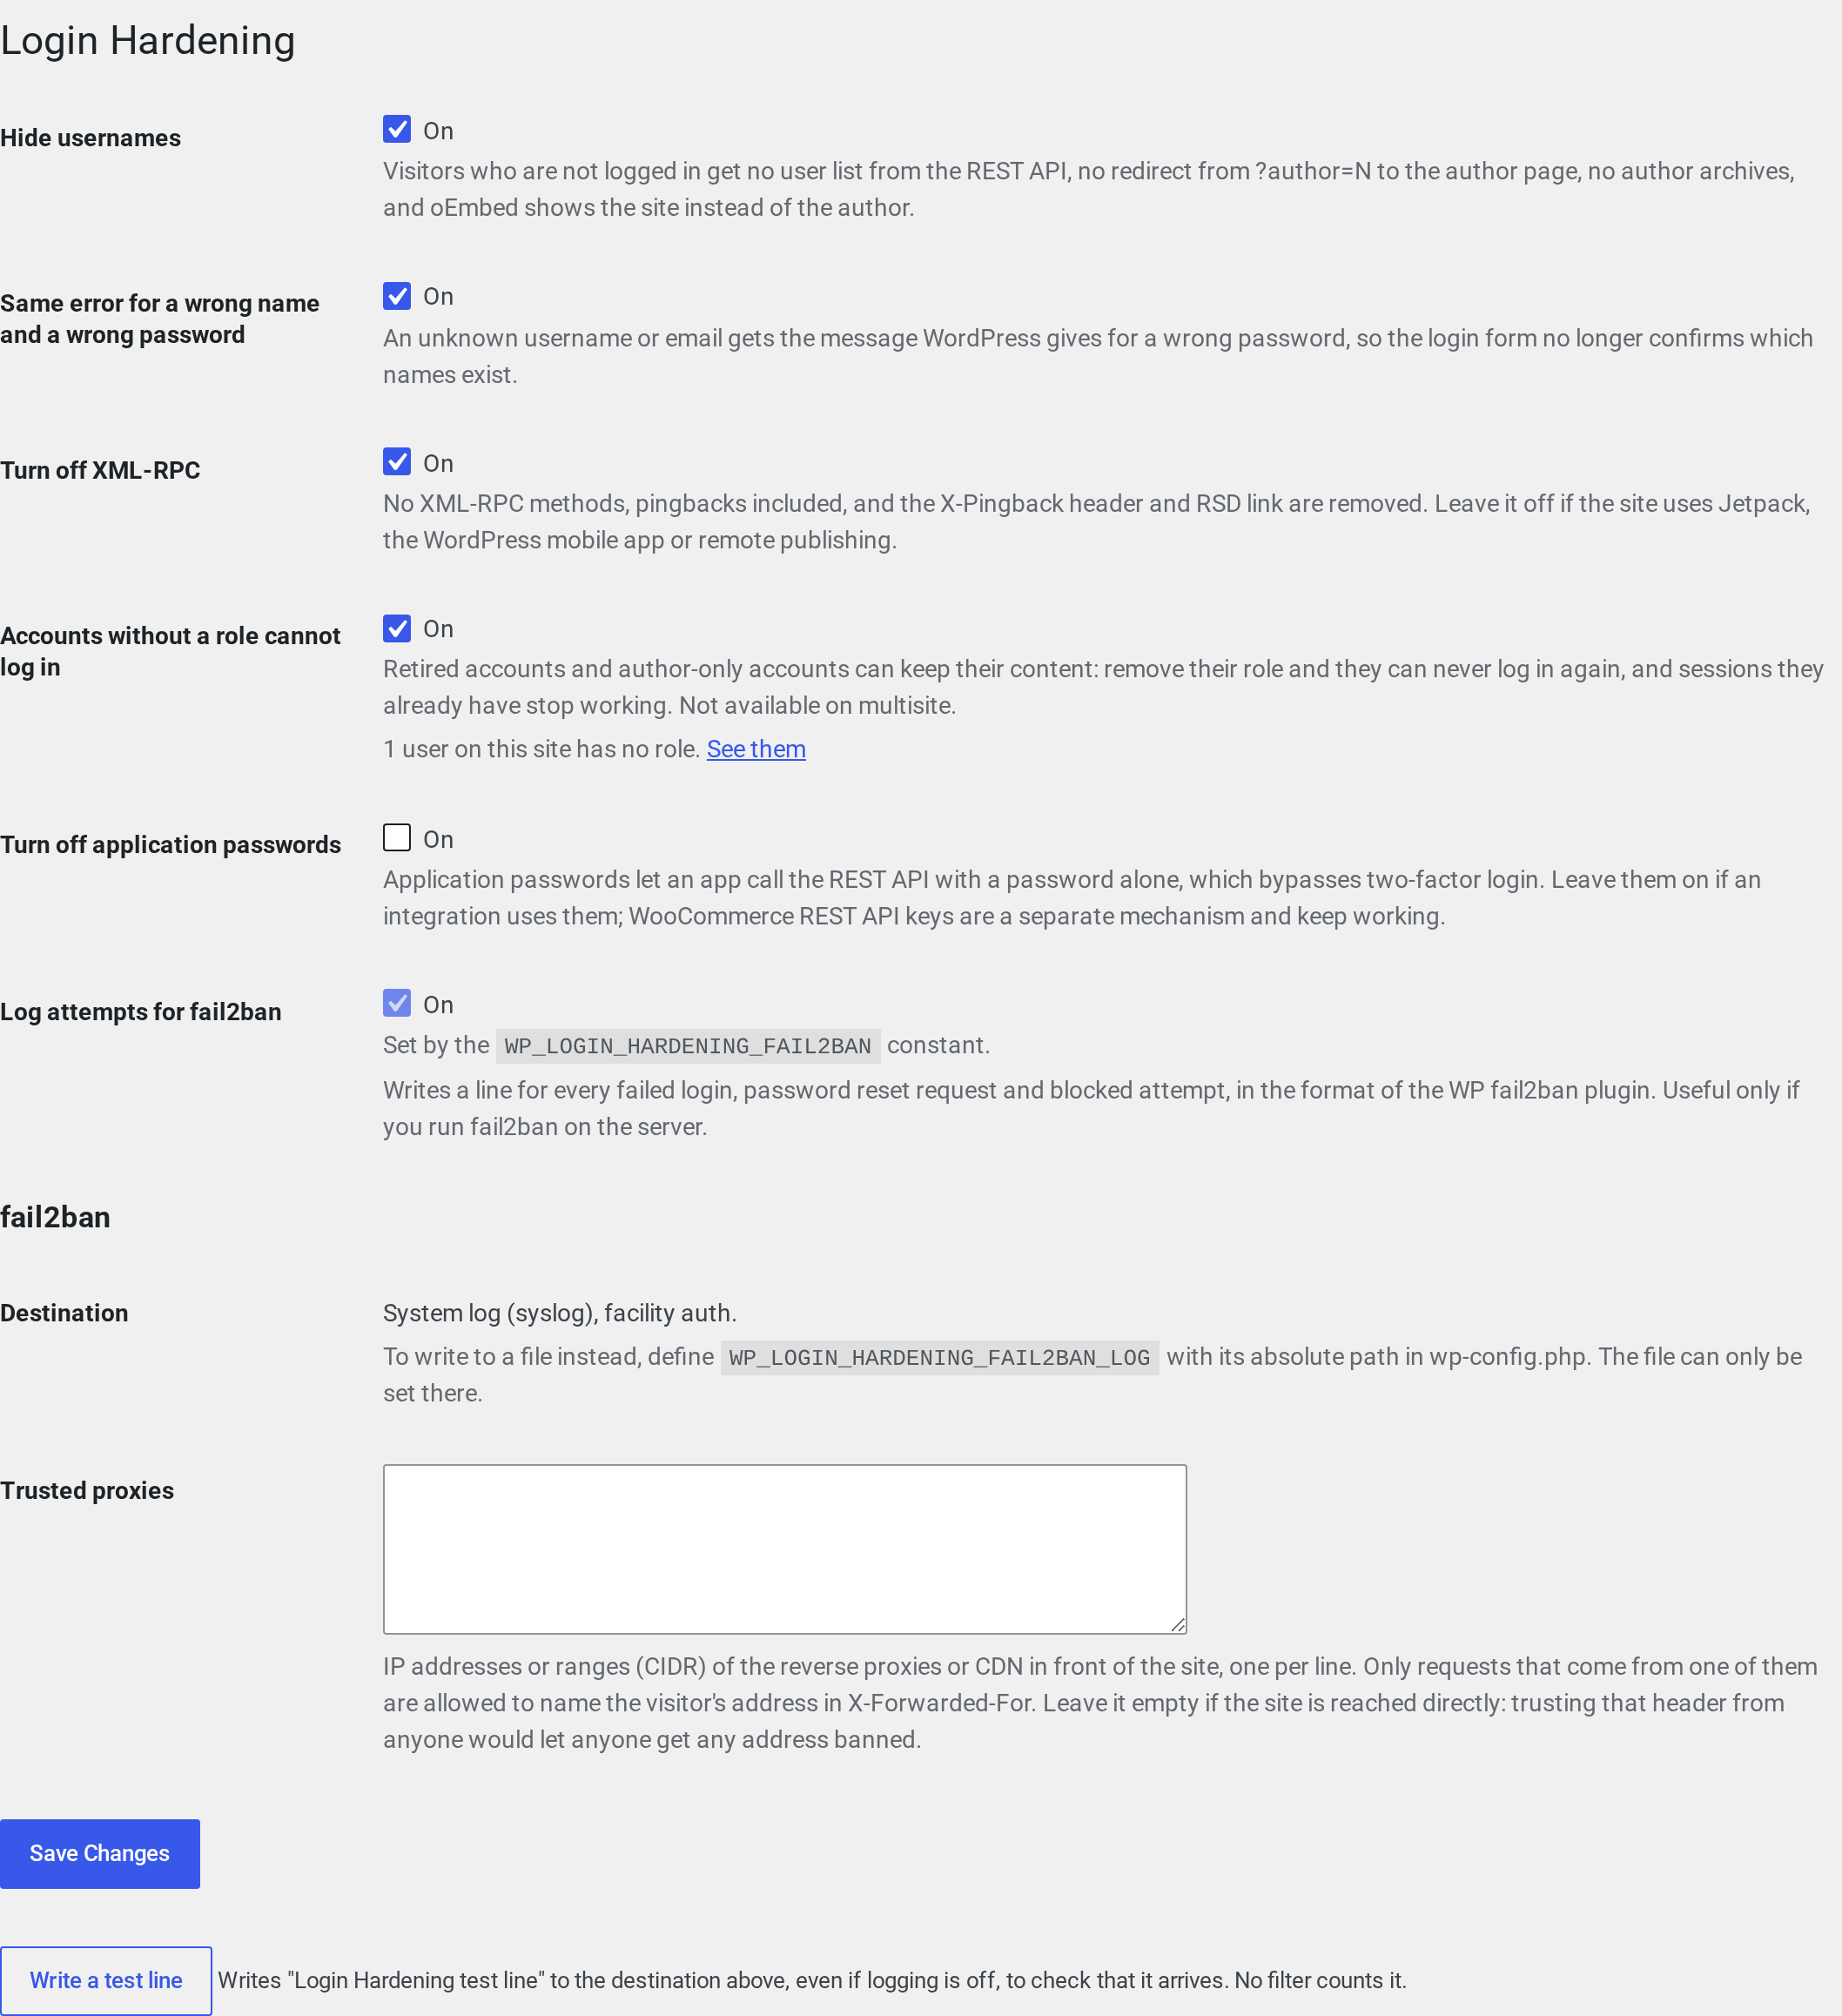 Login Hardening
Hide usernames
On
Visitors who are not logged in get no user list from the REST API, no redirect from ?author=N to the author page, no author archives,
and oEmbed shows the site instead of the author.
Same error for a wrong name
and a wrong password
On
An unknown username or email gets the message WordPress gives for a wrong password, so the login form no longer confirms which
names exist.
Turn off XML-RPC
On
No XML-RPC methods, pingbacks included, and the X-Pingback header and RSD link are removed. Leave it off if the site uses Jetpack,
the WordPress mobile app or remote publishing.
Accounts without a role cannot
log in
On
Retired accounts and author-only accounts can keep their content: remove their role and they can never log in again, and sessions they
already have stop working. Not available on multisite.
1 user on this site has no role. See them
Turn off application passwords
On
Application passwords let an app call the REST API with a password alone, which bypasses two-factor login. Leave them on if an
integration uses them; WooCommerce REST API keys are a separate mechanism and keep working.
Log attempts for fail2ban
On
Set by the WP_LOGIN_HARDENING_FAIL2BAN constant.
Writes a line for every failed login, password reset request and blocked attempt, in the format of the WP fail2ban plugin. Useful only if
you run fail2ban on the server.
fail2ban
Destination
System log (syslog), facility auth.
To write to a file instead, define WP_LOGIN_HARDENING_FAIL2BAN_LOG with its absolute path in wp-config.php. The file can only be
set there.
Trusted proxies
IP addresses or ranges (CIDR) of the reverse proxies or CDN in front of the site, one per line. Only requests that come from one of them
are allowed to name the visitor's address in X-Forwarded-For. Leave it empty if the site is reached directly: trusting that header from
anyone would let anyone get any address banned.
Save Changes
Write a test line Writes "Login Hardening test line" to the destination above, even if logging is off, to check that it arrives. No filter counts it.